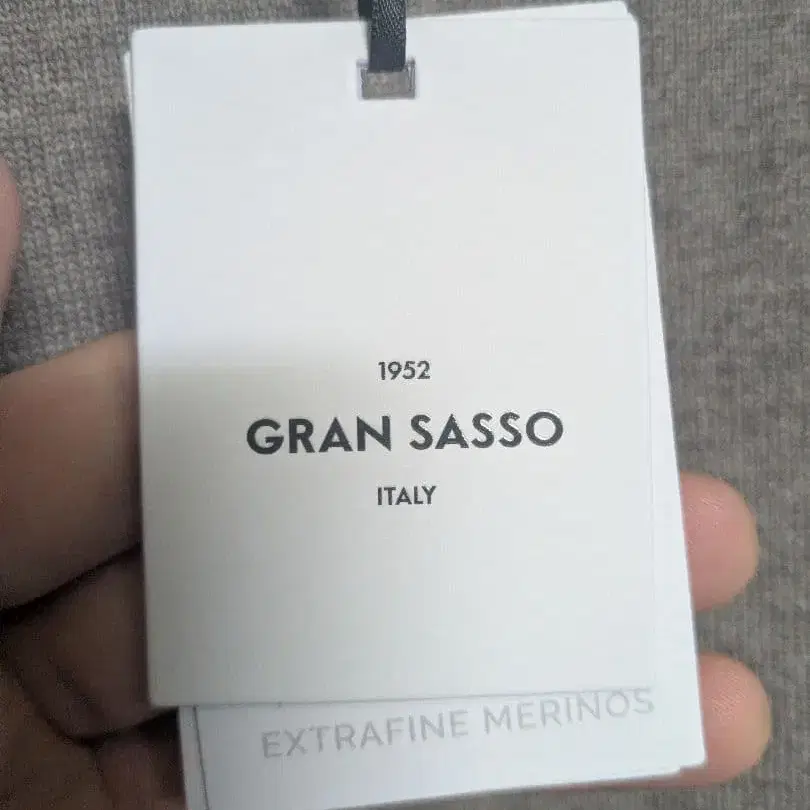 1952
GRAN SASSO
ITALY
EXTRAFINE MERINOS